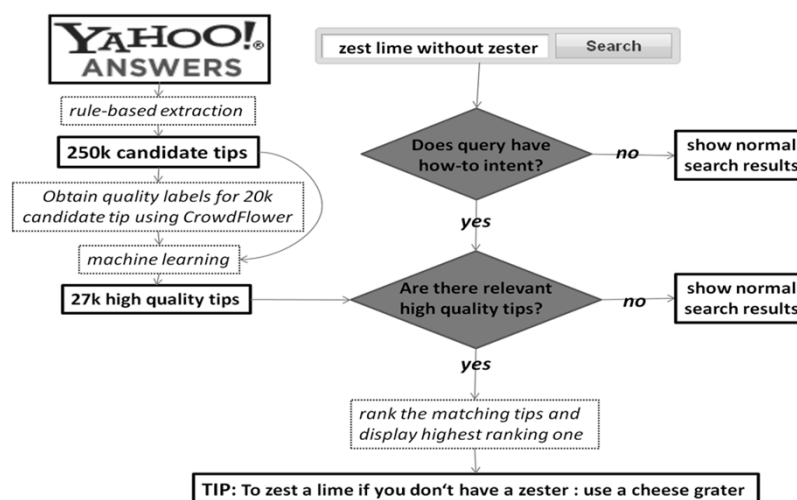 YAHOO!®
ANSWERS
rule-based extraction
250k candidate tips
Obtain quality labels for 20k
candidate tip using CrowdFlower
machine learning
27k high quality tips
zest lime without zester
Search
Does query have
how-to intent?
no
show normal
search results
yes
Are there relevant
high quality tips?
no
show normal
search results
yes
rank the matching tips and
display highest ranking one
TIP: To zest a lime if you don‘t have a zester : use a cheese grater